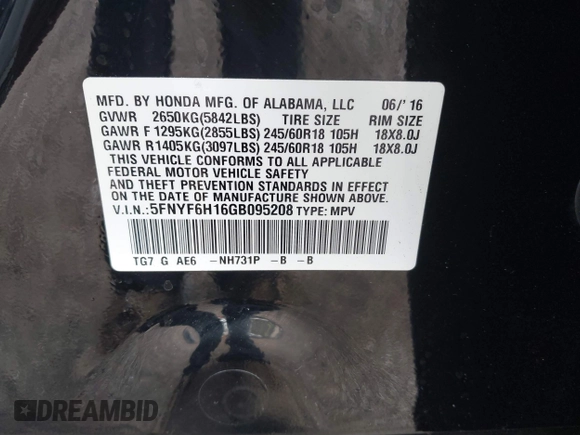 MFD. BY HONDA MFG. OF ALABAMA, LLC 06/'16
GVWR 2650KG(5842LBS) TIRE SIZE RIM SIZE
GAWR F 1295KG(2855LBS) 245/60R18 105H 18X8.0J
GAWR R1405KG(3097LBS) 245/60R18 105H 18X8.0J
THIS VEHICLE CONFORMS TO ALL APPLICABLE
FEDERAL MOTOR VEHICLE SAFETY
AND THEFT PREVENTION STANDARDS IN EFFECT
ON THE DATE OF MANUFACTURE SHOWN ABOVE.
V.I.N.:5FNYF6H16GB095208 TYPE: MPV
TG7 G AE6 -NH731P -B -B
DREAMBID